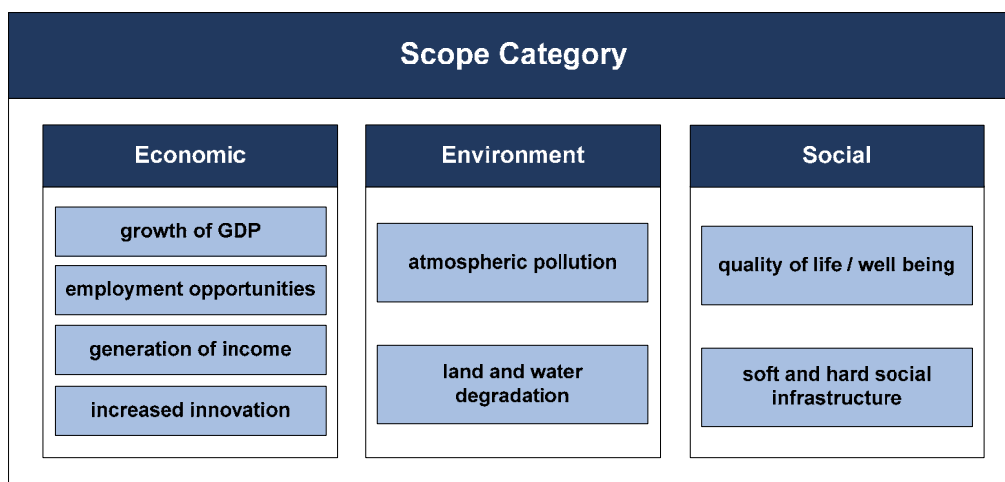 Scope Category
Economic
growth of GDP
employment opportunities
generation of income
increased innovation
Environment
atmospheric pollution
land and water
degradation
Social
quality of life / well being
soft and hard social
infrastructure